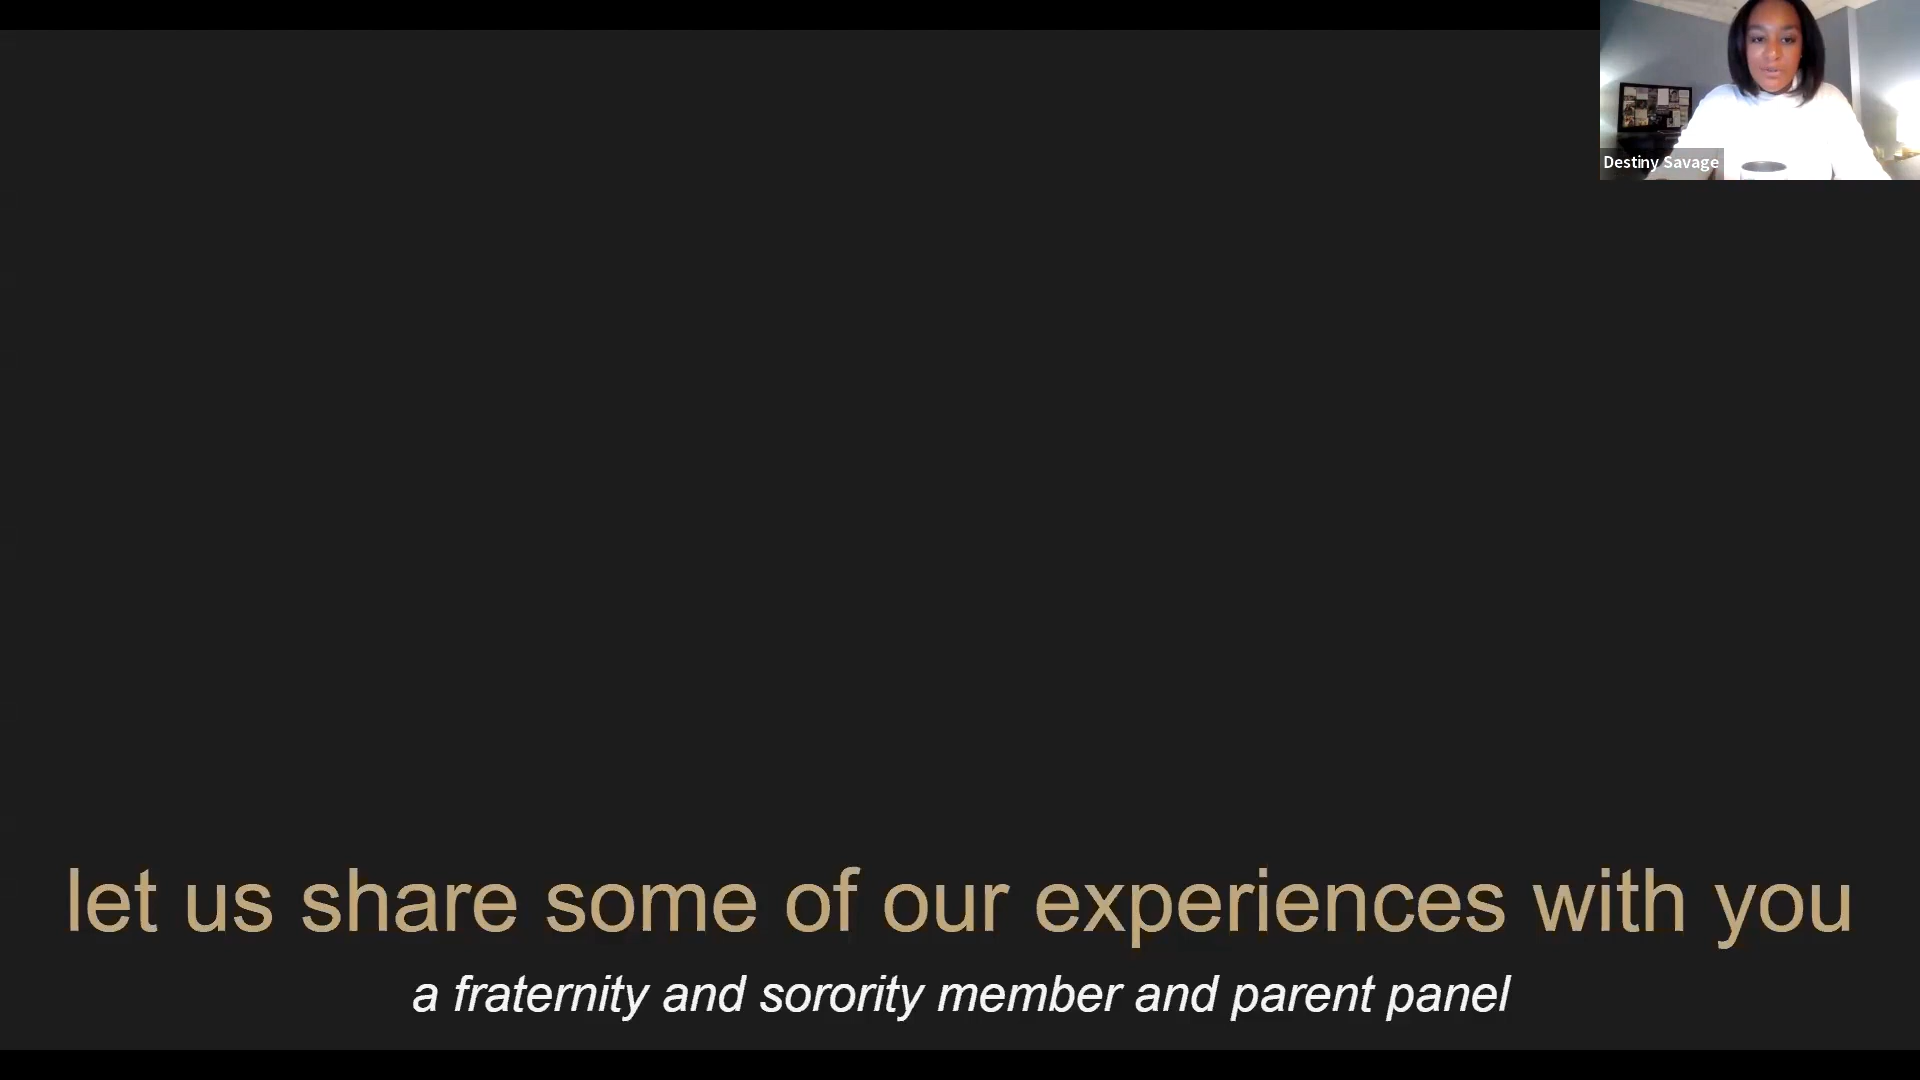 Destiny Savage
let us share some of our experiences with you
a fraternity and sorority member and parent panel